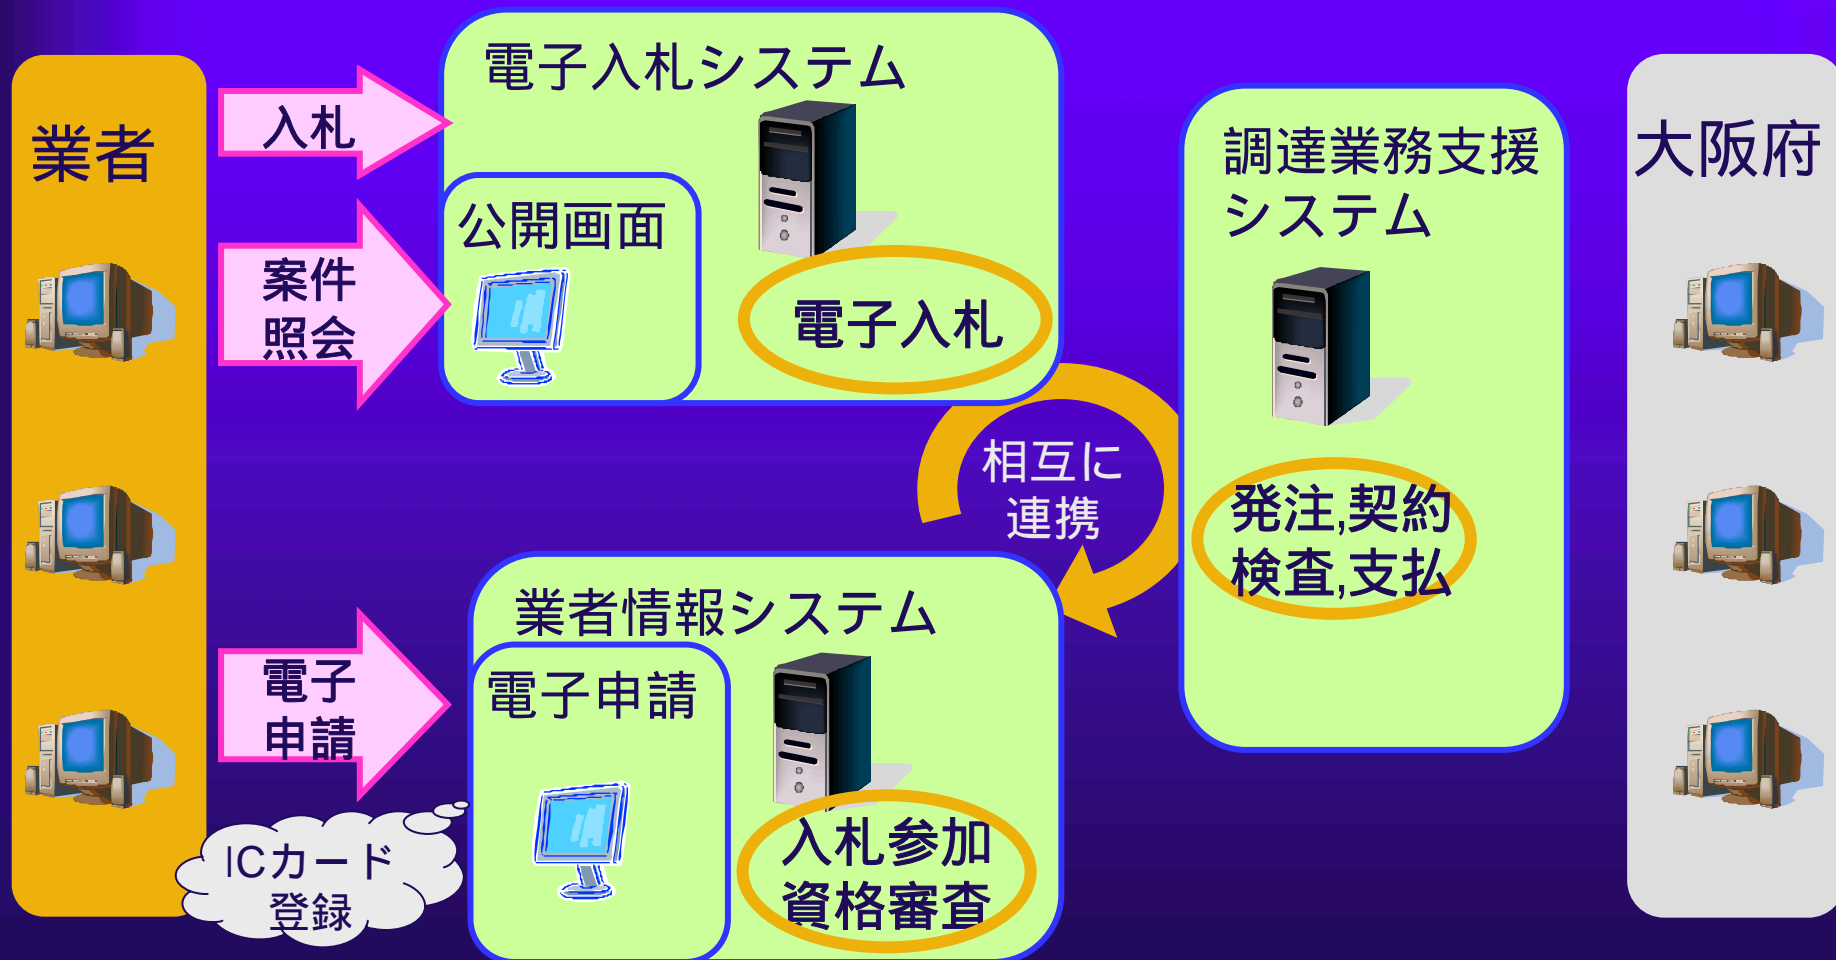 業者
入札
案件
照会
電子
申請
ICカード
登録
電子入札システム
公開画面
電子入札
相互に
連携
業者情報システム
電子申請
入札参加
資格審査
調達業務支援
システム
発注,契約
検査,支払
大阪府